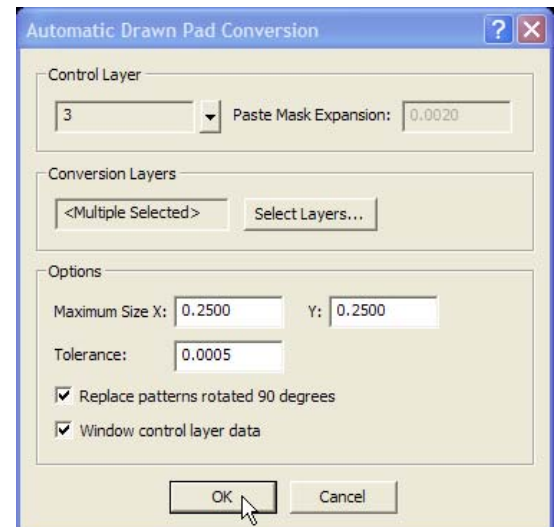 Automatic Drawn Pad Conversion
Control Layer
3 Paste Mask Expansion: 0.0020
Conversion Layers
<Multiple Selected> Select Layers...
Options
Maximum Size X: 0.2500 Y: 0.2500
Tolerance: 0.0005
Replace patterns rotated 90 degrees
Window control layer data
OK Cancel